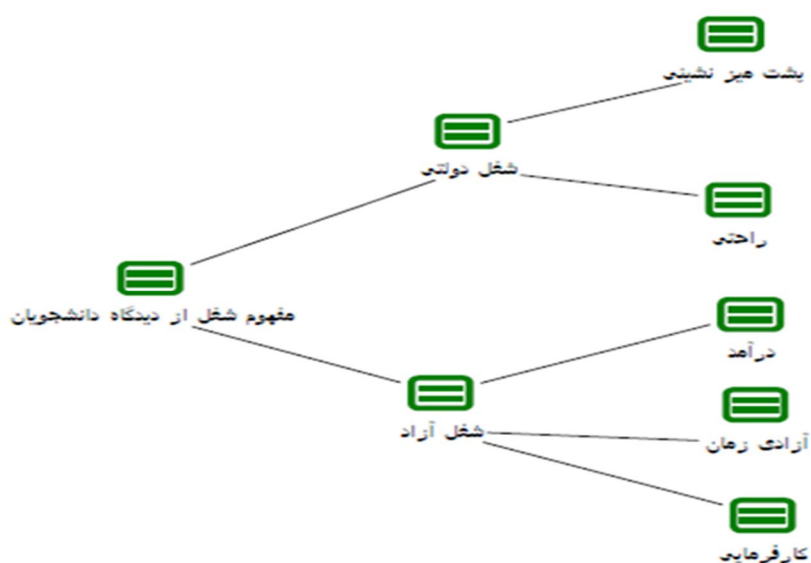 پشت میز نشینی
شغل دولتی
راحتی
مفهوم شغل از دیدگاه دانشجویان
درآمد
شغل آزاد
آزادی زمان
کارفرمایی